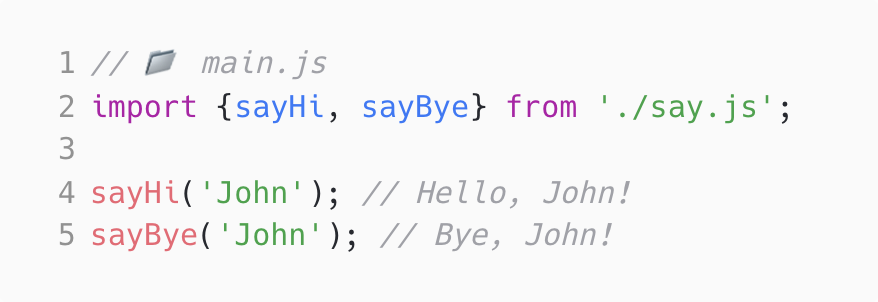 1 // 📁 main.js
2 import {sayHi, sayBye} from './say.js';
3
4 sayHi('John'); // Hello, John!
5 sayBye('John'); // Bye, John!